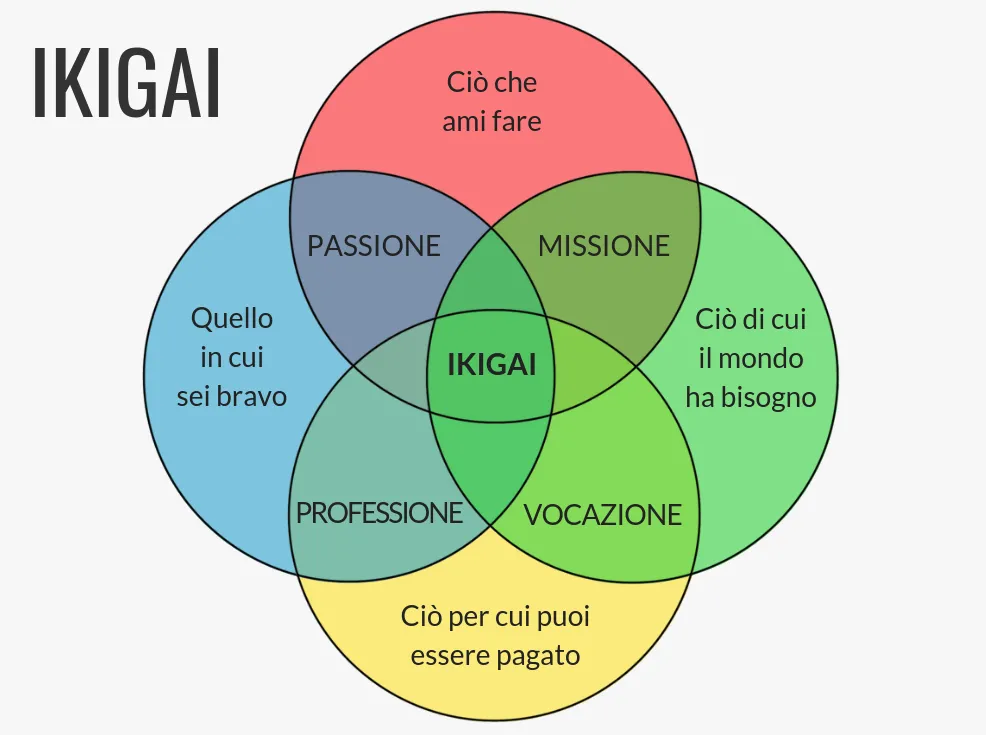 IKIGAI
Ciò che
ami fare
PASSIONE
MISSIONE
Quello
in cui
sei bravo
IKIGAI
Ciò di cui
il mondo
ha bisogno
PROFESSIONE
VOCAZIONE
Ciò per cui puoi
essere pagato